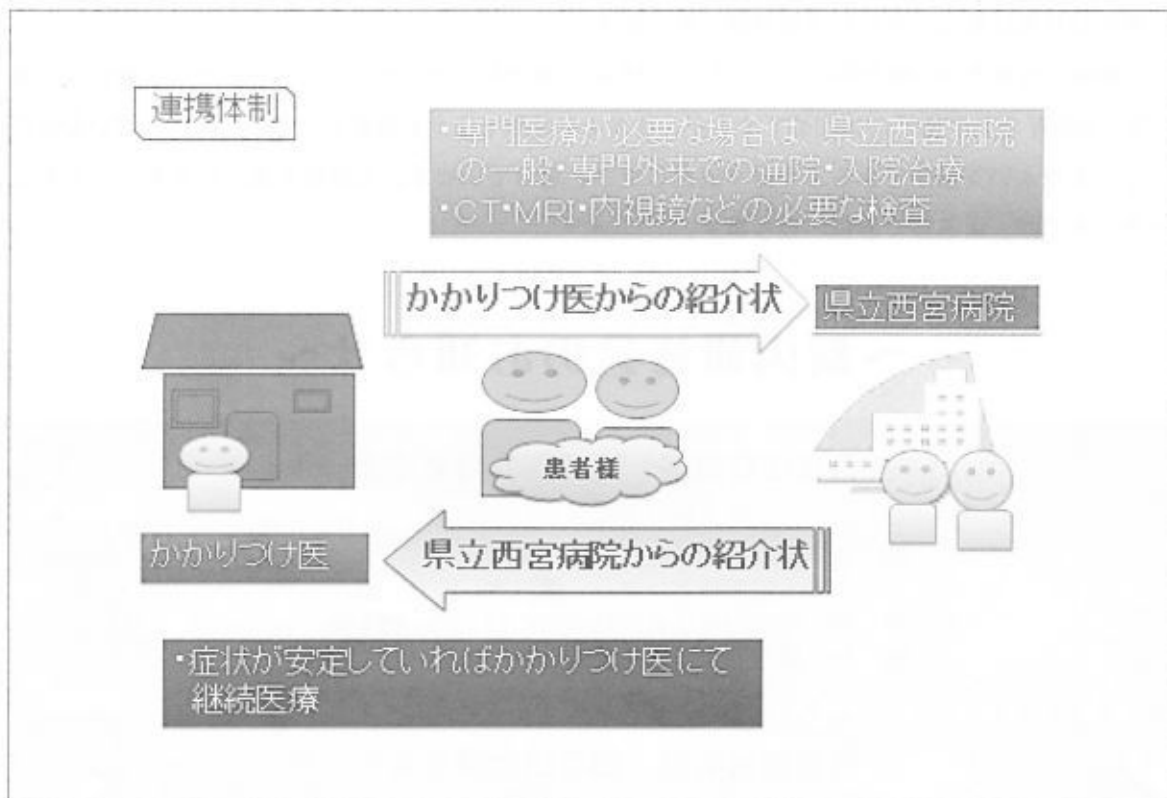 連携体制
・専門医療が必要な場合は、県立西宮病院
の一般・専門外来での通院・入院治療
・CT・MRI・内視鏡などの必要な検査
かかりつけ医からの紹介状
県立西宮病院
患者様
かかりつけ医
県立西宮病院からの紹介状
・症状が安定していればかかりつけ医にて
継続医療